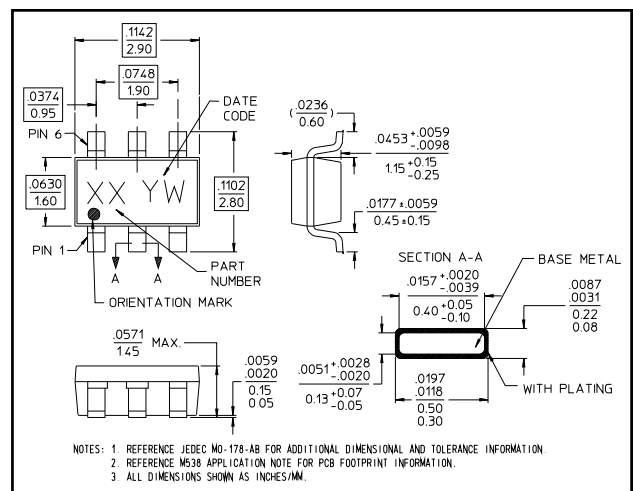 .1142
2.90
.0748
1.90
.0374
0.95
DATE
CODE
PIN 6
.0630
1.60
XX YW
.1102
2.80
PIN 1
A A
PART
NUMBER
ORIENTATION MARK
(.0236
0.60)
.0453 +.0059
-.0098
1.15 +0.15
-0.25
.0177 ±.0059
0.45 ±0.15
SECTION A-A
BASE METAL
.0157 +.0020
-.0039
0.40 +0.05
-0.10
.0087
.0031
0.22
0.08
.0571
1.45
MAX.
.0059
.0020
0.15
0.05
.0051 +.0028
-.0020
0.13 +0.07
-0.05
.0197
.0118
0.50
0.30
WITH PLATING
NOTES: 1. REFERENCE JEDEC MO-178-AB FOR ADDITIONAL DIMENSIONAL AND TOLERANCE INFORMATION.
2. REFERENCE M538 APPLICATION NOTE FOR PCB FOOTPRINT INFORMATION.
3. ALL DIMENSIONS SHOWN AS INCHES/MM.